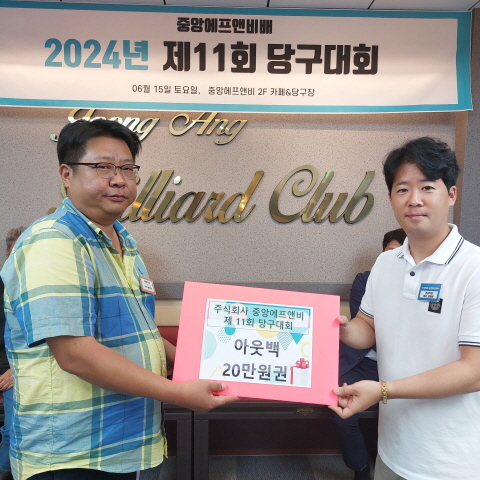 중앙에프앤비배
2024년 제11회 당구대회
06월 15일 토요일, 중앙에프앤비 2F 카페&당구장
Joong Ang
Billiard Club
주식회사 중앙에프앤비
제 11회 당구대회
아웃백
20만원권